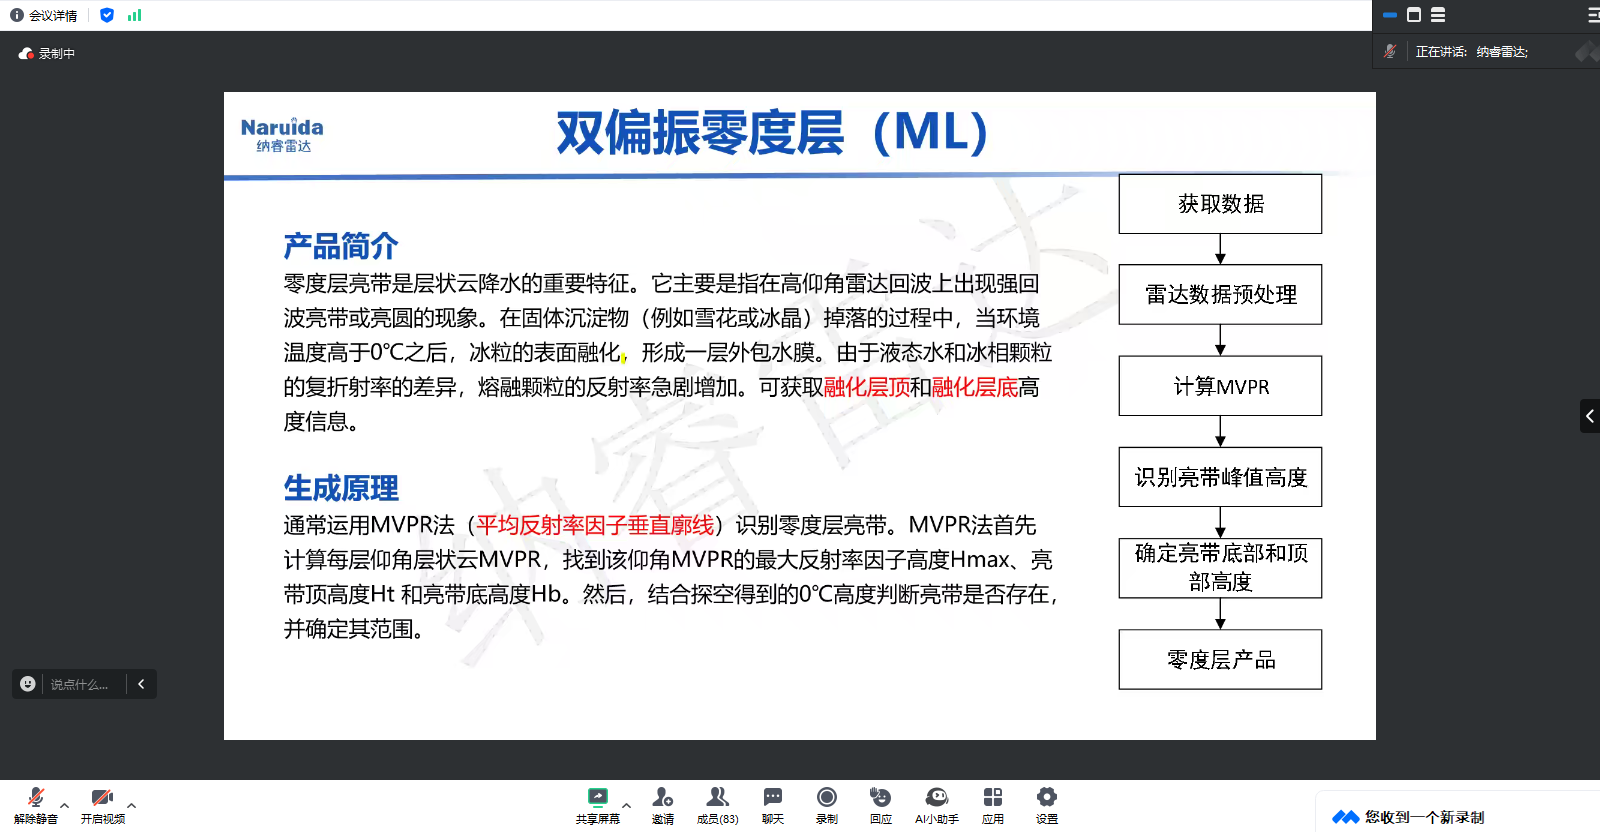 会议详情
正在讲话: 纳睿雷达;
录制中
Naruida
纳睿雷达
双偏振零度层（ML）
产品简介
零度层亮带是层状云降水的重要特征。它主要是指在高仰角雷达回波上出现强回
波亮带或亮圆的现象。在固体沉淀物（例如雪花或冰晶）掉落的过程中，当环境
温度高于0℃之后，冰粒的表面融化，形成一层外包水膜。由于液态水和冰相颗粒
的复折射率的差异，熔融颗粒的反射率急剧增加。可获取融化层顶和融化层底高
度信息。
生成原理
通常运用MVPR法（平均反射率因子垂直廓线）识别零度层亮带。MVPR法首先
计算每层仰角层状云MVPR，找到该仰角MVPR的最大反射率因子高度Hmax、亮
带顶高度Ht 和亮带底高度Hb。然后，结合探空得到的0℃高度判断亮带是否存在，
并确定其范围。
获取数据
雷达数据预处理
计算MVPR
识别亮带峰值高度
确定亮带底部和顶
部高度
零度层产品
纳睿雷达
说点什么...
解除静音
开启视频
共享屏幕
邀请
成员(83)
聊天
录制
回应
AI小助手
应用
设置
您收到一个新录制